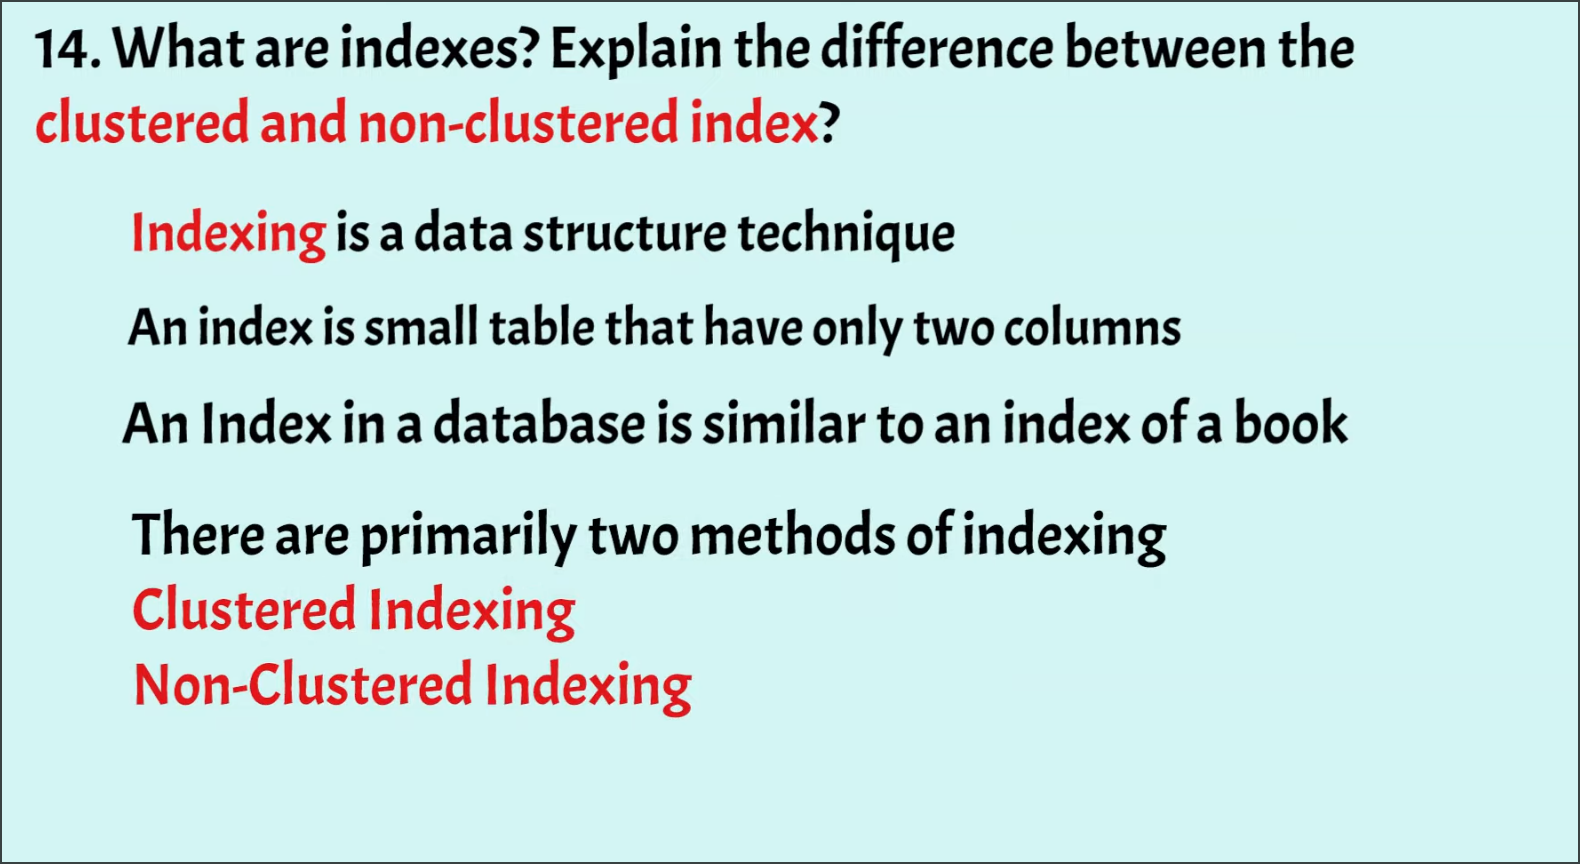 14. What are indexes? Explain the difference between the
clustered and non-clustered index?
Indexing is a data structure technique
An index is small table that have only two columns
An Index in a database is similar to an index of a book
There are primarily two methods of indexing
Clustered Indexing
Non-Clustered Indexing